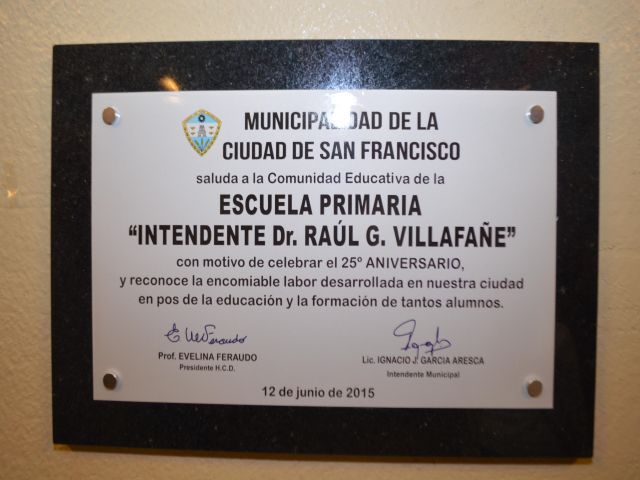 MUNICIPALIDAD DE LA
CIUDAD DE SAN FRANCISCO
saluda a la Comunidad Educativa de la
ESCUELA PRIMARIA
“INTENDENTE Dr. RAÚL G. VILLAFAÑE”
con motivo de celebrar el 25º ANIVERSARIO,
y reconoce la encomiable labor desarrollada en nuestra ciudad
en pos de la educación y la formación de tantos alumnos.
Prof. EVELINA FERAUDO
Presidente H.C.D.
Lic. IGNACIO J. GARCIA ARESCA
Intendente Municipal
12 de junio de 2015